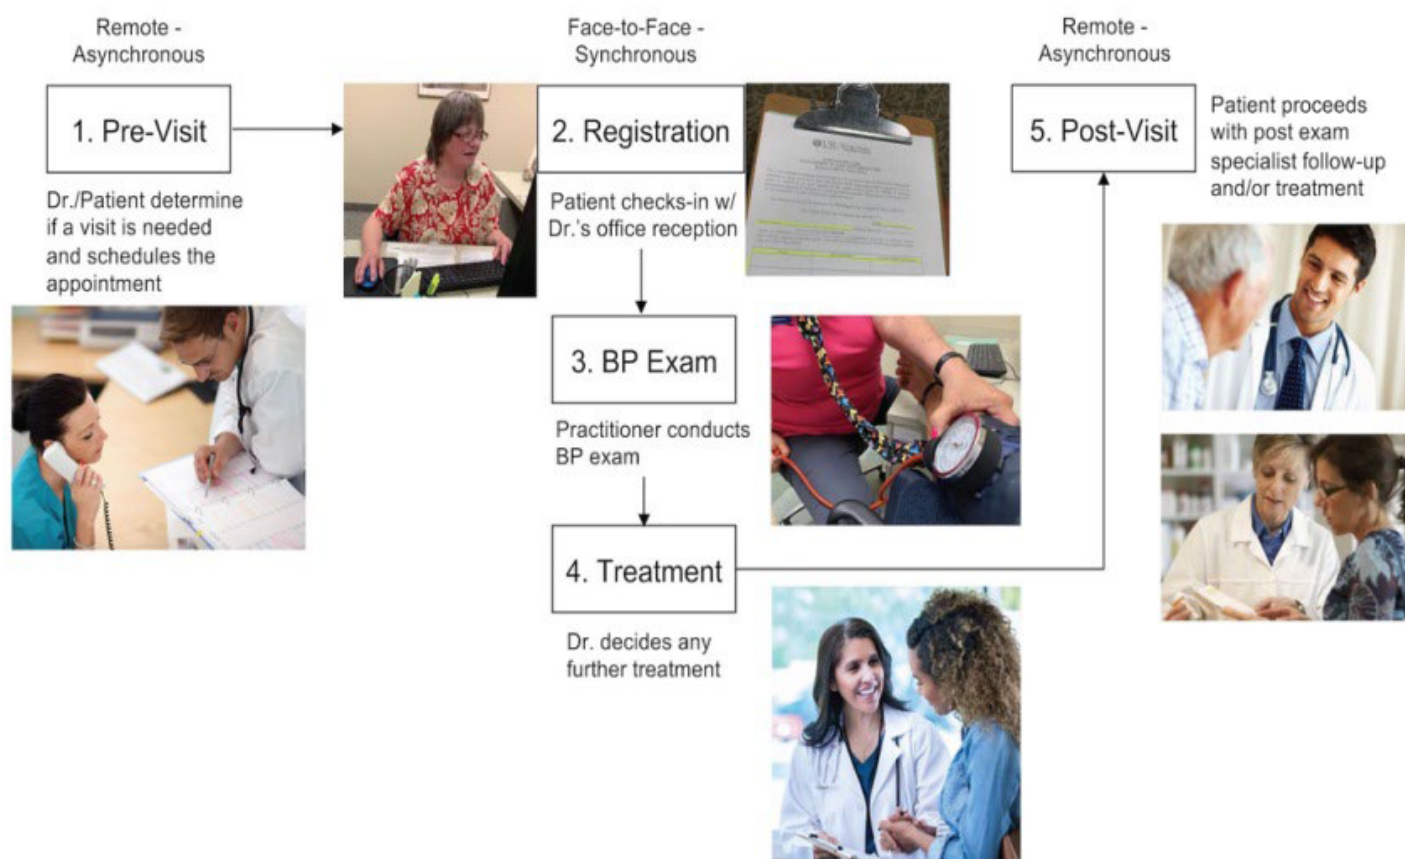 Remote -
Asynchronous
1. Pre-Visit
Dr./Patient determine
if a visit is needed
and schedules the
appointment
Face-to-Face -
Synchronous
2. Registration
Patient checks-in w/
Dr.'s office reception
3. BP Exam
Practitioner conducts
BP exam
4. Treatment
Dr. decides any
further treatment
Remote -
Asynchronous
5. Post-Visit
Patient proceeds
with post exam
specialist follow-up
and/or treatment